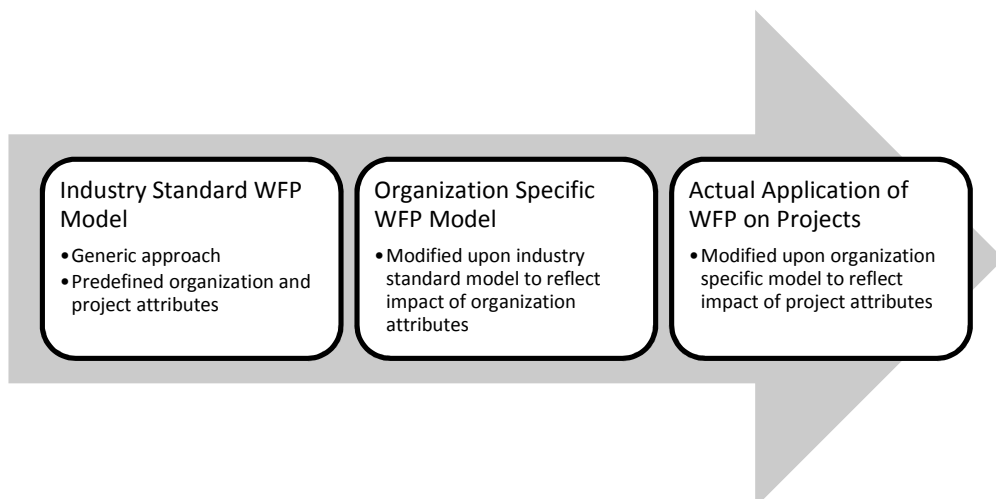 Industry Standard WFP
Model
•Generic approach
•Predefined organization and
project attributes
Organization Specific
WFP Model
•Modified upon industry
standard model to reflect
impact of organization
attributes
Actual Application of
WFP on Projects
•Modified upon organization
specific model to reflect
impact of project attributes